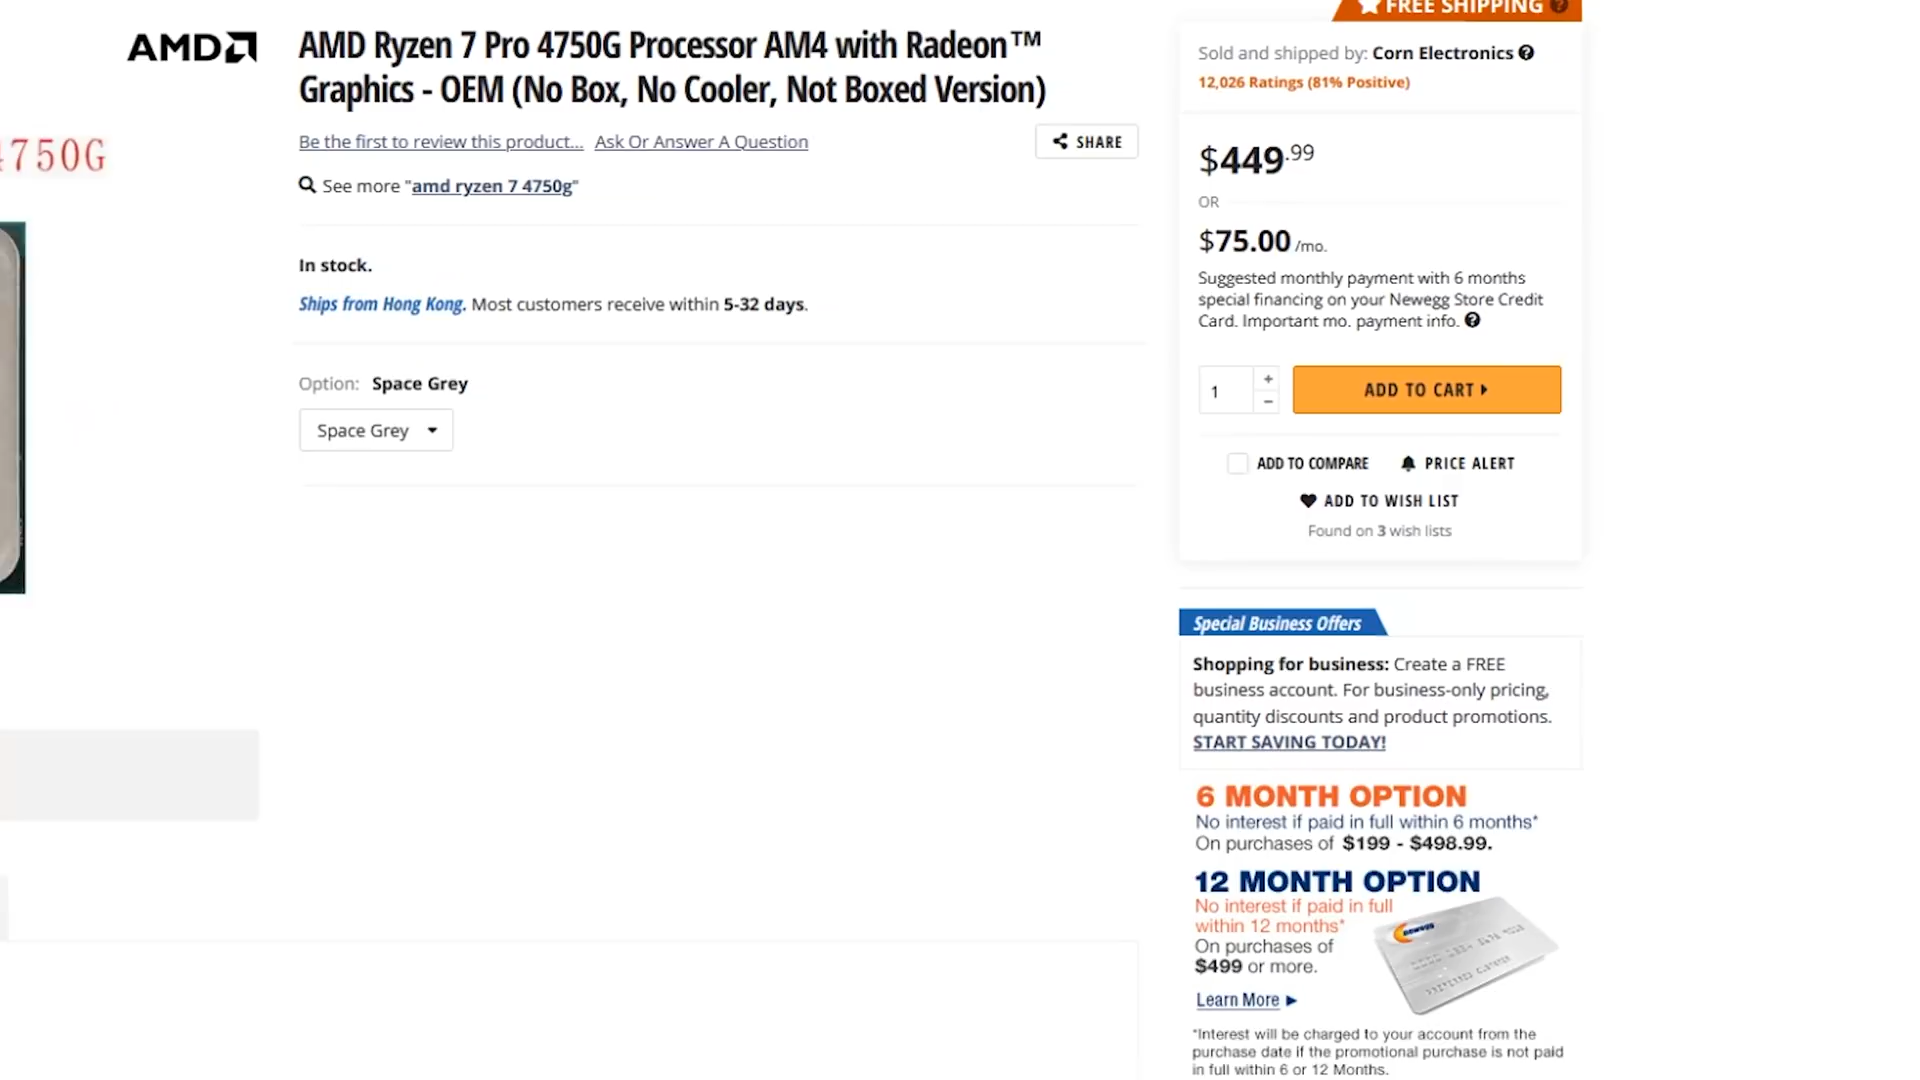 AMD
4750G
AMD Ryzen 7 Pro 4750G Processor AM4 with Radeon™
Graphics - OEM (No Box, No Cooler, Not Boxed Version)
Be the first to review this product... Ask Or Answer A Question
SHARE
See more "amd ryzen 7 4750g"
In stock.
Ships from Hong Kong. Most customers receive within 5-32 days.
Option: Space Grey
Space Grey
FREE SHIPPING
Sold and shipped by: Corn Electronics
12,026 Ratings (81% Positive)
$449.99
OR
$75.00 /mo.
Suggested monthly payment with 6 months
special financing on your Newegg Store Credit
Card. Important mo. payment info.
1 + −
ADD TO CART
ADD TO COMPARE PRICE ALERT
ADD TO WISH LIST
Found on 3 wish lists
Special Business Offers
Shopping for business: Create a FREE
business account. For business-only pricing,
quantity discounts and product promotions.
START SAVING TODAY!
6 MONTH OPTION
No interest if paid in full within 6 months*
On purchases of $199 - $498.99.
12 MONTH OPTION
No interest if paid in full
within 12 months*
On purchases of
$499 or more.
Learn More
PREFERRED CUSTOMER
*Interest will be charged to your account from the
purchase date if the promotional purchase is not paid
in full within 6 or 12 Months.